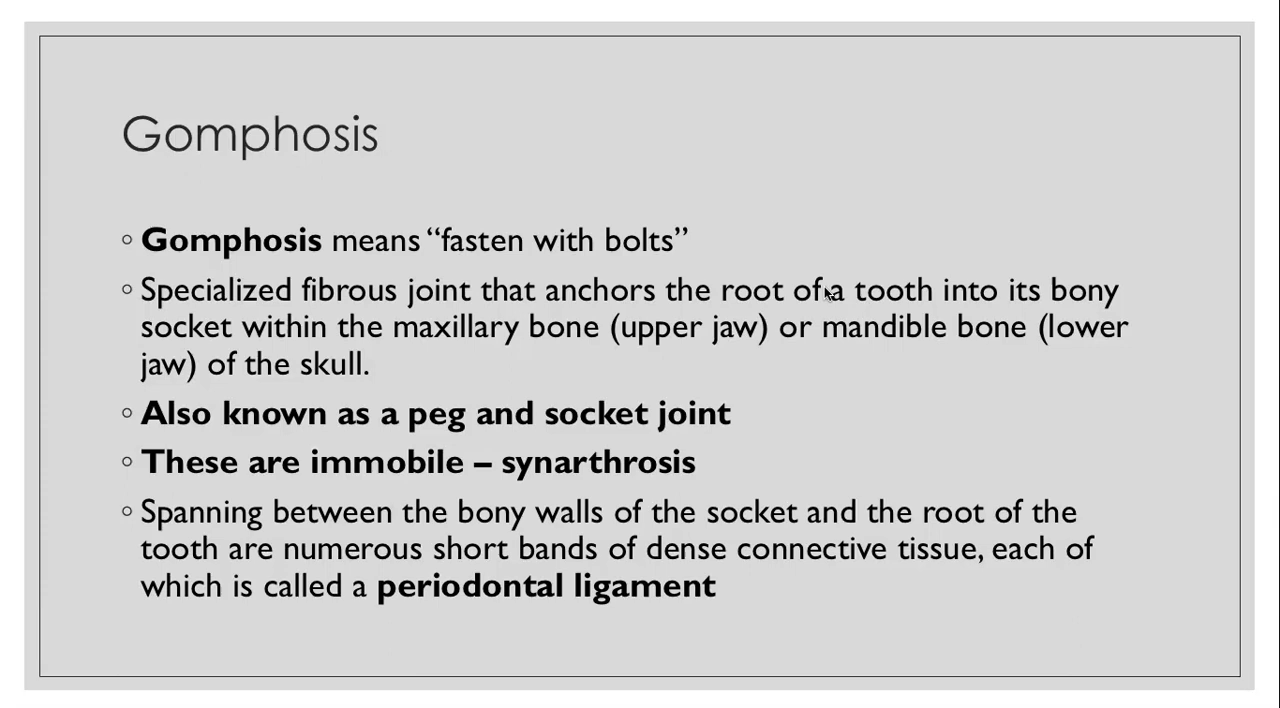 Gomphosis
◦ Gomphosis means “fasten with bolts”
◦ Specialized fibrous joint that anchors the root of a tooth into its bony
socket within the maxillary bone (upper jaw) or mandible bone (lower
jaw) of the skull.
◦ Also known as a peg and socket joint
◦ These are immobile – synarthrosis
◦ Spanning between the bony walls of the socket and the root of the
tooth are numerous short bands of dense connective tissue, each of
which is called a periodontal ligament